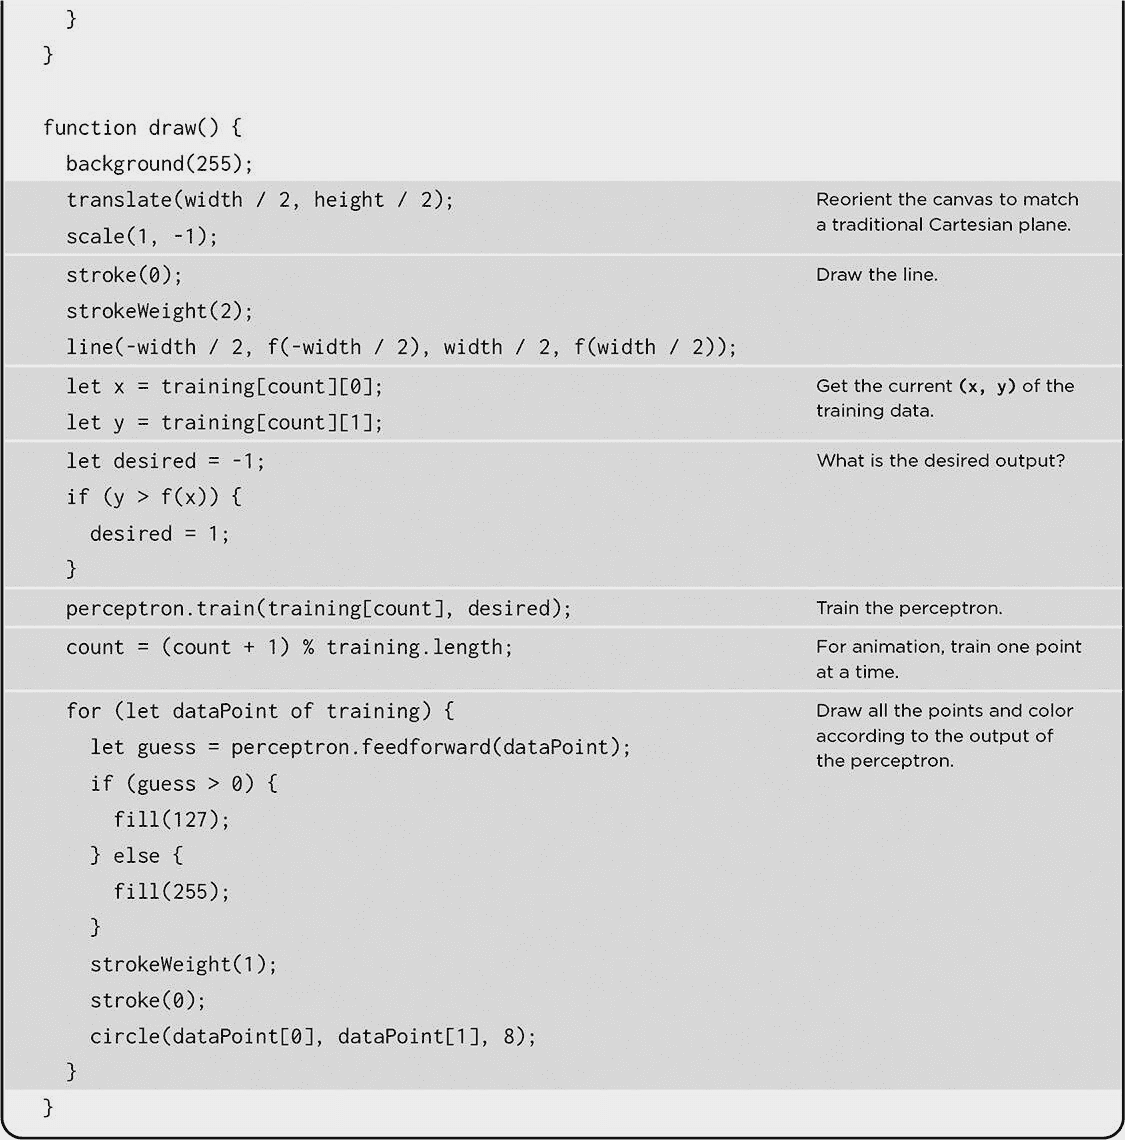 }
}
function draw() {
background(255);
translate(width / 2, height / 2);
Reorient the canvas to match
a traditional Cartesian plane.
scale(1, -1);
stroke(0);
Draw the line.
strokeWeight(2);
line(-width / 2, f(-width / 2), width / 2, f(width / 2));
let x = training[count][0];
Get the current (x, y) of the
training data.
let y = training[count][1];
let desired = -1;
What is the desired output?
if (y > f(x)) {
desired = 1;
}
perceptron.train(training[count], desired);
Train the perceptron.
count = (count + 1) % training.length;
For animation, train one point
at a time.
for (let dataPoint of training) {
Draw all the points and color
according to the output of
the perceptron.
let guess = perceptron.feedforward(dataPoint);
if (guess > 0) {
fill(127);
} else {
fill(255);
}
strokeWeight(1);
stroke(0);
circle(dataPoint[0], dataPoint[1], 8);
}
}